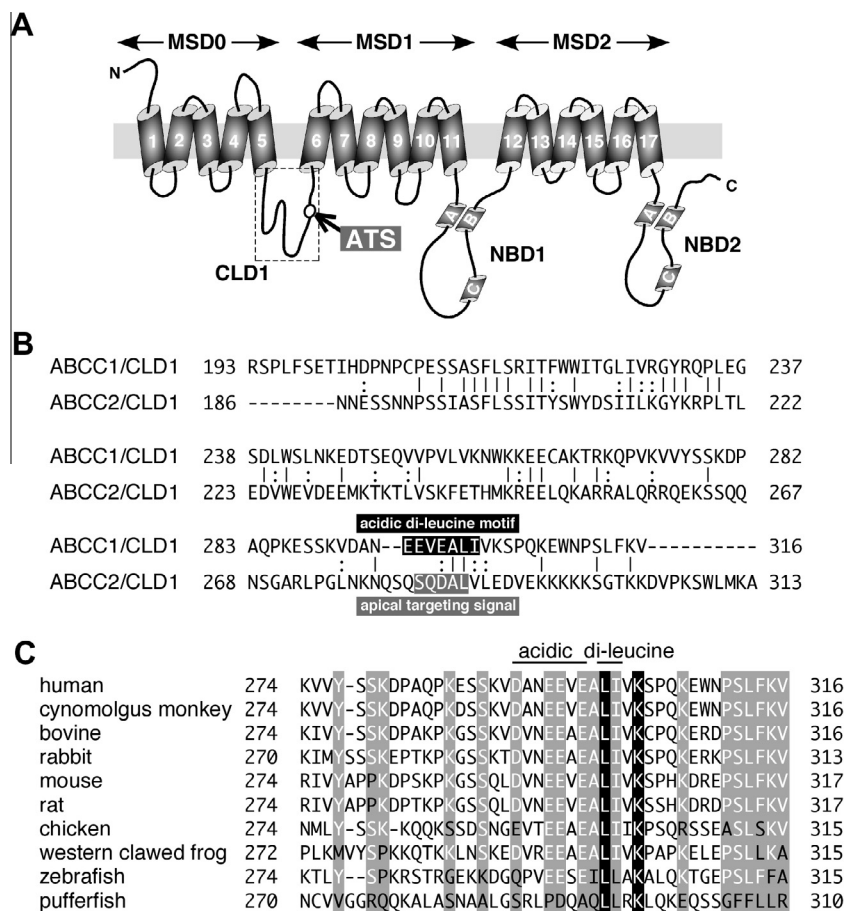 A
MSD0 MSD1 MSD2
N
1 2 3 4 5 6 7 8 9 10 11 12 13 14 15 16 17
C
A B A B
ATS
CLD1
NBD1
NBD2
C C
B
ABCC1/CLD1 193 RSPLFSETIHDPNPCPESSASFLSRITFWWITGLIVRGYRQPLEG 237
ABCC2/CLD1 186 --------NNESSNNPSSIASFLSSITYSWYDSIILKGYKRPLTL 222
ABCC1/CLD1 238 SDLWSLNKEDTSEQVVPVLVKNWKKEECAKTRKQPVKVVYSSKDP 282
ABCC2/CLD1 223 EDVWEVDEEMKTKTLVSKFETHMKREELQKARRALQRRQEKSSQQ 267
acidic di-leucine motif
ABCC1/CLD1 283 AQPKESSKVDAN--EEVEALIVKSPQKEWNPSLFKV---------- 316
ABCC2/CLD1 268 NSGARLPGLNKNQSQSQDALVLEDVEKKKKKSGTKKDVPKSWLMKA 313
apical targeting signal
C
acidic di-leucine
human 274 KVVY-SSKDPAQPKESSKVDANEEVEALIVKSPQKEWNPSLFKV 316
cynomolgus monkey 274 KVVY-SSKDPAQPKDSSKVDANEEVEALIVKSPQKEWNPSLFKV 316
bovine 274 KIVY-SSKDPAKPKGSSKVDVNEEAEALIVKCPQKERDPSLFKV 316
rabbit 270 KIMYSSSKEPTKPKGSSKTDVNEEVEALIVKSPQKERKPSLFKV 313
mouse 274 RIVYAPPKDPSKPKGSSQLDVNEEVEALIVKSPHKDREPSLFKV 317
rat 274 RIVYAPPKDPTKPKGSSQLDVNEEVEALIVKSSHKDRDPSLFKV 317
chicken 274 NMLY-SSK-KQQKSSDSNGEVTEEAEALIIKPSQRSSEASLSKV 315
western clawed frog 272 PLKMVYSPKKQTKKLNSKEDVREEAEALIVKPAPKELEPSLLKA 315
zebrafish 274 KTLY-SPKRSTRGEKKDGQPVEESEILLAKALQKTGEPSLFFA 315
pufferfish 270 NCVVGGRQQKALASNAALGSRLPDQAQLLRKLQKEQSSGFFLLR 310